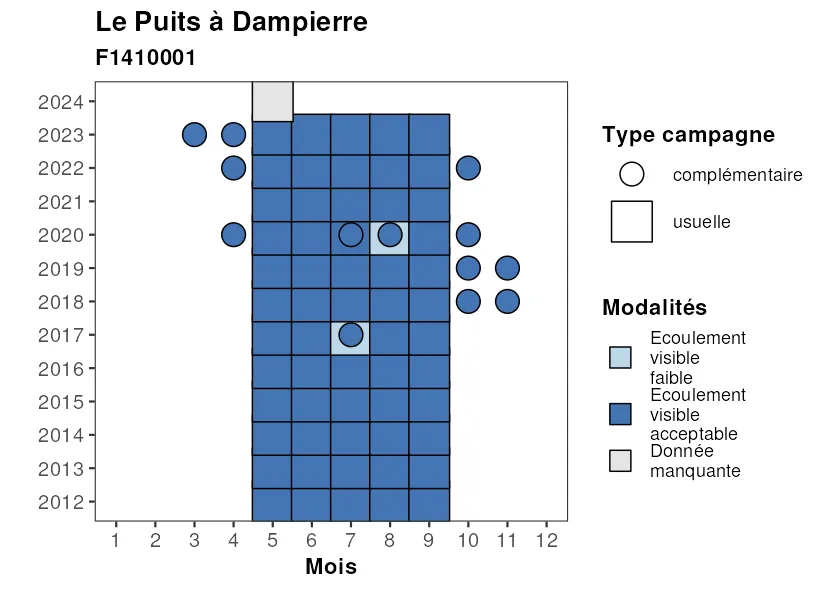 Le Puits à Dampierre
F1410001
2024
2023
2022
2021
2020
2019
2018
2017
2016
2015
2014
2013
2012
1 2 3 4 5 6 7 8 9 10 11 12
Mois
Type campagne
complémentaire
usuelle
Modalités
Ecoulement
visible
faible
Ecoulement
visible
acceptable
Donnée
manquante